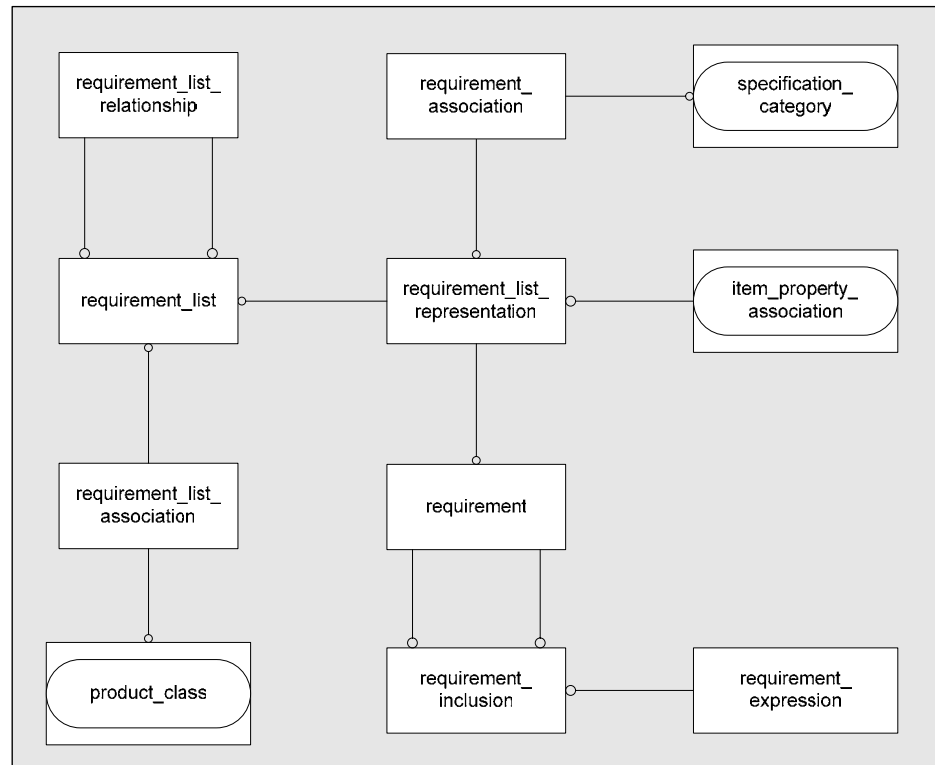 requirement_list_
relationship
requirement_
association
specification_
category
requirement_list
requirement_list_
representation
item_property_
association
requirement_list_
association
requirement
product_class
requirement_
inclusion
requirement_
expression